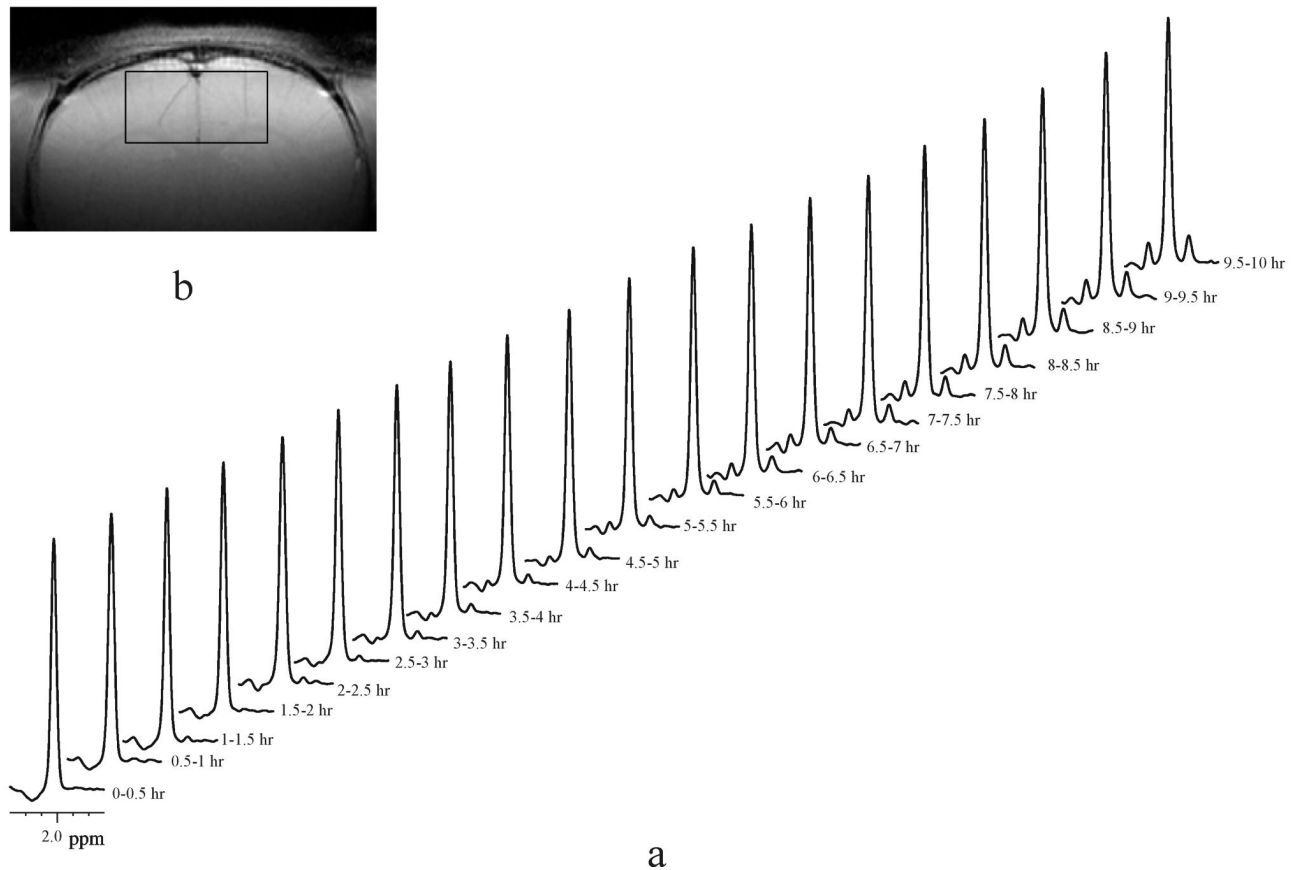 b
9.5-10 hr
9-9.5 hr
8.5-9 hr
8-8.5 hr
7.5-8 hr
7-7.5 hr
6.5-7 hr
6-6.5 hr
5.5-6 hr
5-5.5 hr
4.5-5 hr
4-4.5 hr
3.5-4 hr
3-3.5 hr
2.5-3 hr
2-2.5 hr
1.5-2 hr
1-1.5 hr
0.5-1 hr
0-0.5 hr
2.0 ppm
a